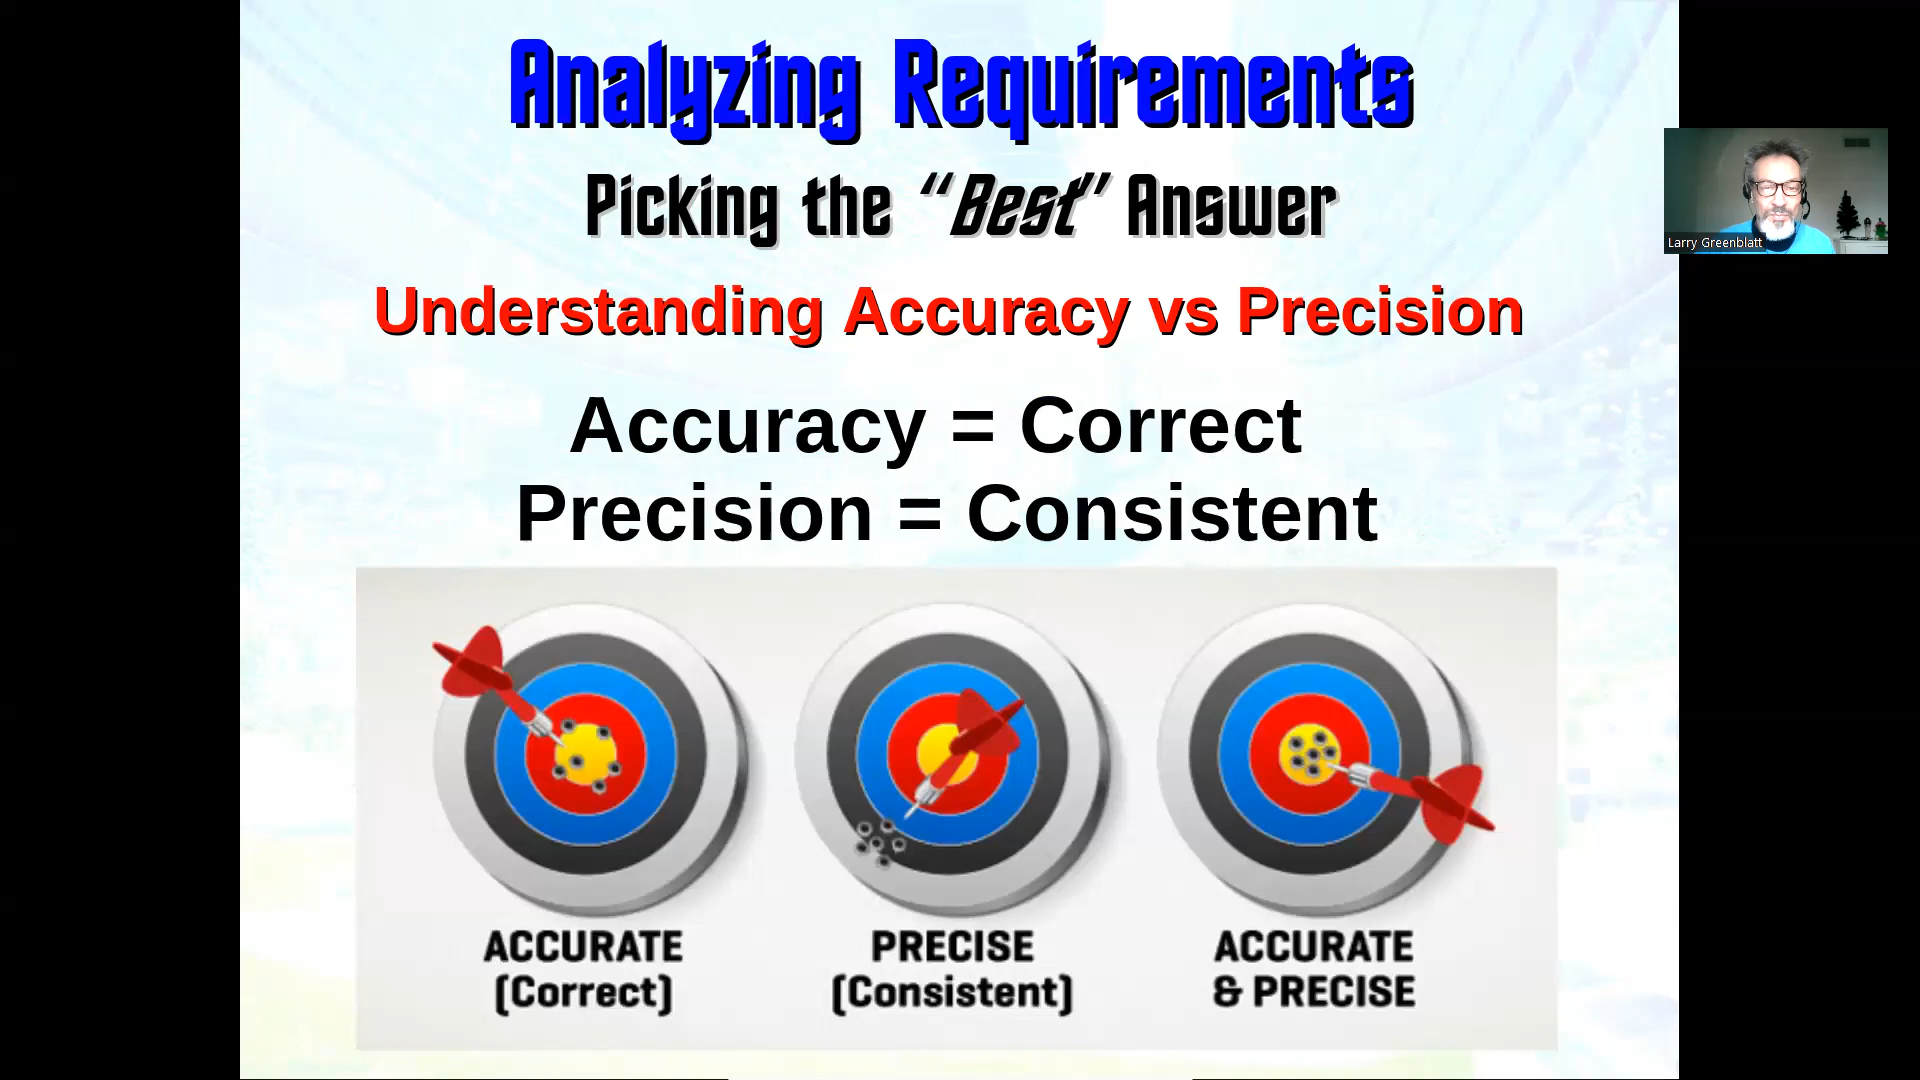 Analyzing Requirements
Picking the "Best" Answer
Understanding Accuracy vs Precision
Accuracy = Correct
Precision = Consistent
ACCURATE
(Correct)
PRECISE
(Consistent)
ACCURATE
& PRECISE
Larry Greenblatt